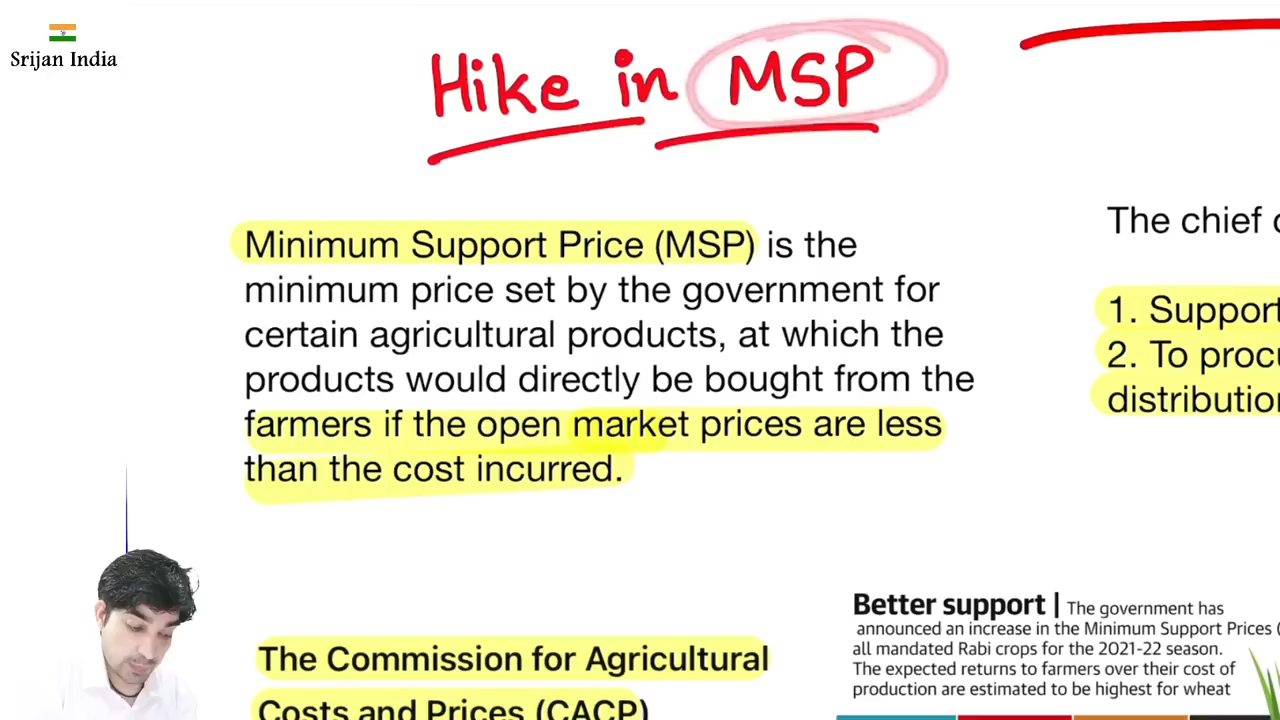 Srijan India
Hike in MSP
Minimum Support Price (MSP) is the
minimum price set by the government for
certain agricultural products, at which the
products would directly be bought from the
farmers if the open market prices are less
than the cost incurred.
The Commission for Agricultural
Costs and Prices (CACP)
The chief
1. Support
2. To proc
distribution
Better support | The government has
announced an increase in the Minimum Support Prices (
all mandated Rabi crops for the 2021-22 season.
The expected returns to farmers over their cost of
production are estimated to be highest for wheat